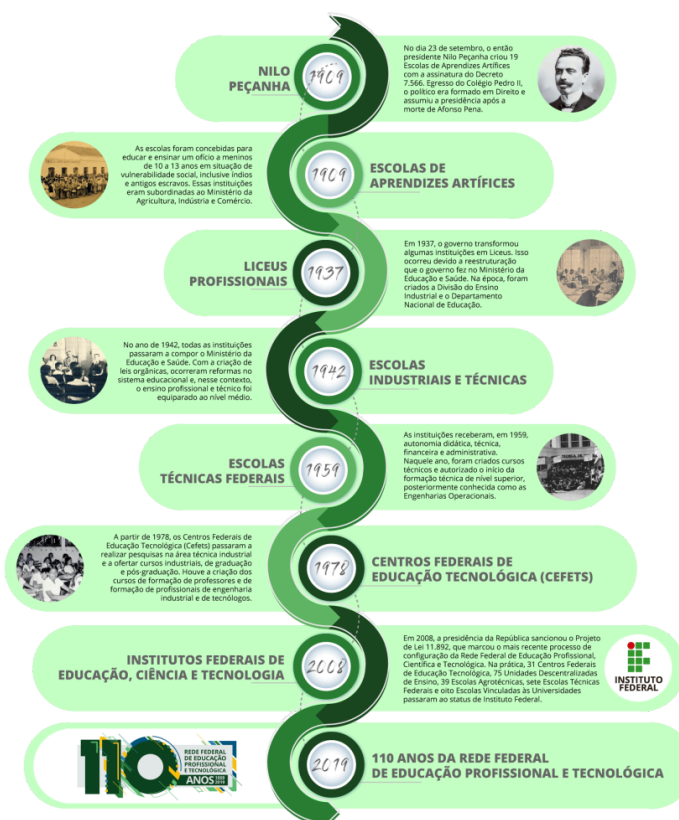 NILO
PEÇANHA
1909
No dia 23 de setembro, o então
presidente Nilo Peçanha criou 19
Escolas de Aprendizes Artífices
com a assinatura do Decreto
7.566. Egresso do Colégio Pedro II,
o político era formado em Direito e
assumiu a presidência após a
morte de Afonso Pena.
As escolas foram concebidas para
educar e ensinar um ofício a meninos
de 10 a 13 anos em situação de
vulnerabilidade social, inclusive índios
e antigos escravos. Essas instituições
eram subordinadas ao Ministério da
Agricultura, Indústria e Comércio.
1909
ESCOLAS DE
APRENDIZES ARTÍFICES
LICEUS
PROFISSIONAIS
1937
Em 1937, o governo transformou
algumas instituições em Liceus. Isso
ocorreu devido a reestruturação
que o governo fez no Ministério da
Educação e Saúde. Na época, foram
criados a Divisão do Ensino
Industrial e o Departamento
Nacional de Educação.
No ano de 1942, todas as instituições
passaram a compor o Ministério da
Educação e Saúde. Com a criação de
leis orgânicas, ocorreram reformas no
sistema educacional e, nesse contexto,
o ensino profissional e técnico foi
equiparado ao nível médio.
1942
ESCOLAS
INDUSTRIAIS E TÉCNICAS
ESCOLAS
TÉCNICAS FEDERAIS
1959
As instituições receberam, em 1959,
autonomia didática, técnica,
financeira e administrativa.
Naquele ano, foram criados cursos
técnicos e autorizado o início da
formação técnica de nível superior,
posteriormente conhecida como as
Engenharias Operacionais.
A partir de 1978, os Centros Federais de
Educação Tecnológica (Cefets) passaram a
realizar pesquisas na área técnica industrial
e a ofertar cursos industriais, de graduação
e pós-graduação. Houve a criação dos
cursos de formação de professores e de
formação de profissionais de engenharia
industrial e de tecnólogos.
1978
CENTROS FEDERAIS DE
EDUCAÇÃO TECNOLÓGICA (CEFETS)
INSTITUTOS FEDERAIS DE
EDUCAÇÃO, CIÊNCIA E TECNOLOGIA
2008
Em 2008, a presidência da República sancionou o Projeto
de Lei 11.892, que marcou o mais recente processo de
configuração da Rede Federal de Educação Profissional,
Científica e Tecnológica. Na prática, 31 Centros Federais
de Educação Tecnológica, 75 Unidades Descentralizadas
de Ensino, 39 Escolas Agrotécnicas, sete Escolas Técnicas
Federais e oito Escolas Vinculadas às Universidades
passaram ao status de Instituto Federal.
INSTITUTO
FEDERAL
110
REDE FEDERAL
DE EDUCAÇÃO
PROFISSIONAL
E TECNOLÓGICA
ANOS
2019
110 ANOS DA REDE FEDERAL
DE EDUCAÇÃO PROFISSIONAL E TECNOLÓGICA